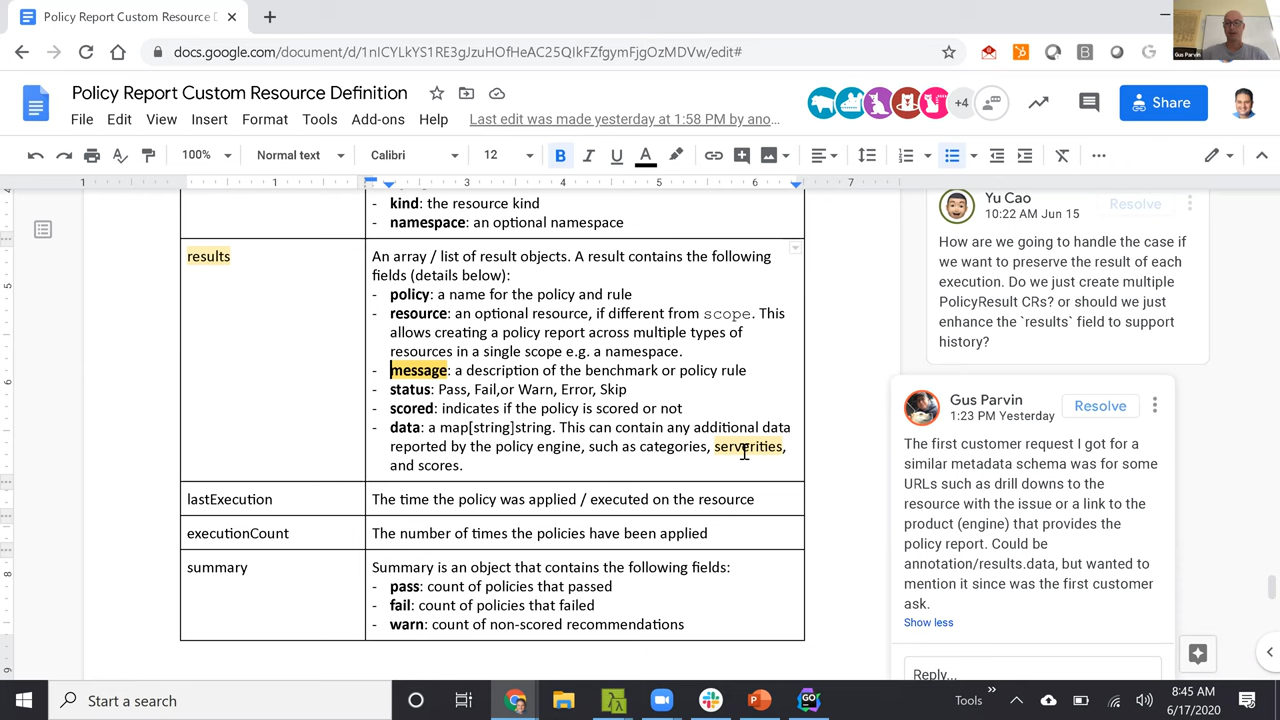 Policy Report Custom Resource D
docs.google.com/document/d/1nICYLkYS1RE3gJzuHOfHeAC25QIkFZfgymFjgOzMDVw/edit#
Gus Parvin
Policy Report Custom Resource Definition
File Edit View Insert Format Tools Add-ons Help Last edit was made yesterday at 1:58 PM by ano...
+4
Share
100% Normal text Calibri 12 B I U A
1 1 2 3 4 5 6 7
- kind: the resource kind
- namespace: an optional namespace
results
An array / list of result objects. A result contains the following
fields (details below):
- policy: a name for the policy and rule
- resource: an optional resource, if different from scope. This
allows creating a policy report across multiple types of
resources in a single scope e.g. a namespace.
- message: a description of the benchmark or policy rule
- status: Pass, Fail,or Warn, Error, Skip
- scored: indicates if the policy is scored or not
- data: a map[string]string. This can contain any additional data
reported by the policy engine, such as categories, serverities,
and scores.
lastExecution The time the policy was applied / executed on the resource
executionCount The number of times the policies have been applied
summary Summary is an object that contains the following fields:
- pass: count of policies that passed
- fail: count of policies that failed
- warn: count of non-scored recommendations
Yu Cao
10:22 AM Jun 15
Resolve
How are we going to handle the case if
we want to preserve the result of each
execution. Do we just create multiple
PolicyResult CRs? or should we just
enhance the `results` field to support
history?
Gus Parvin
1:23 PM Yesterday
Resolve
The first customer request I got for a
similar metadata schema was for some
URLs such as drill downs to the
resource with the issue or a link to the
product (engine) that provides the
policy report. Could be
annotation/results.data, but wanted to
mention it since was the first customer
ask.
Show less
Reply...
Start a search
Tools
8:45 AM
6/17/2020